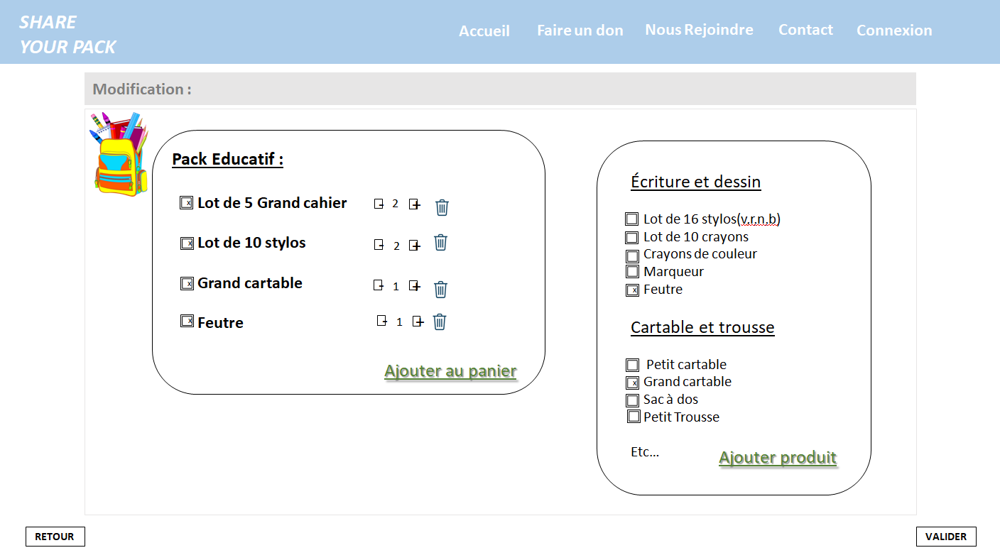 SHARE
YOUR PACK
Accueil Faire un don Nous Rejoindre Contact Connexion
Modification :
Pack Educatif :
x Lot de 5 Grand cahier - 2 +
x Lot de 10 stylos - 2 +
x Grand cartable - 1 +
x Feutre - 1 +
Ajouter au panier
Écriture et dessin
Lot de 16 stylos(v.r.n.b)
Lot de 10 crayons
Crayons de couleur
Marqueur
x Feutre
Cartable et trousse
Petit cartable
x Grand cartable
Sac à dos
Petit Trousse
Etc...
Ajouter produit
RETOUR
VALIDER